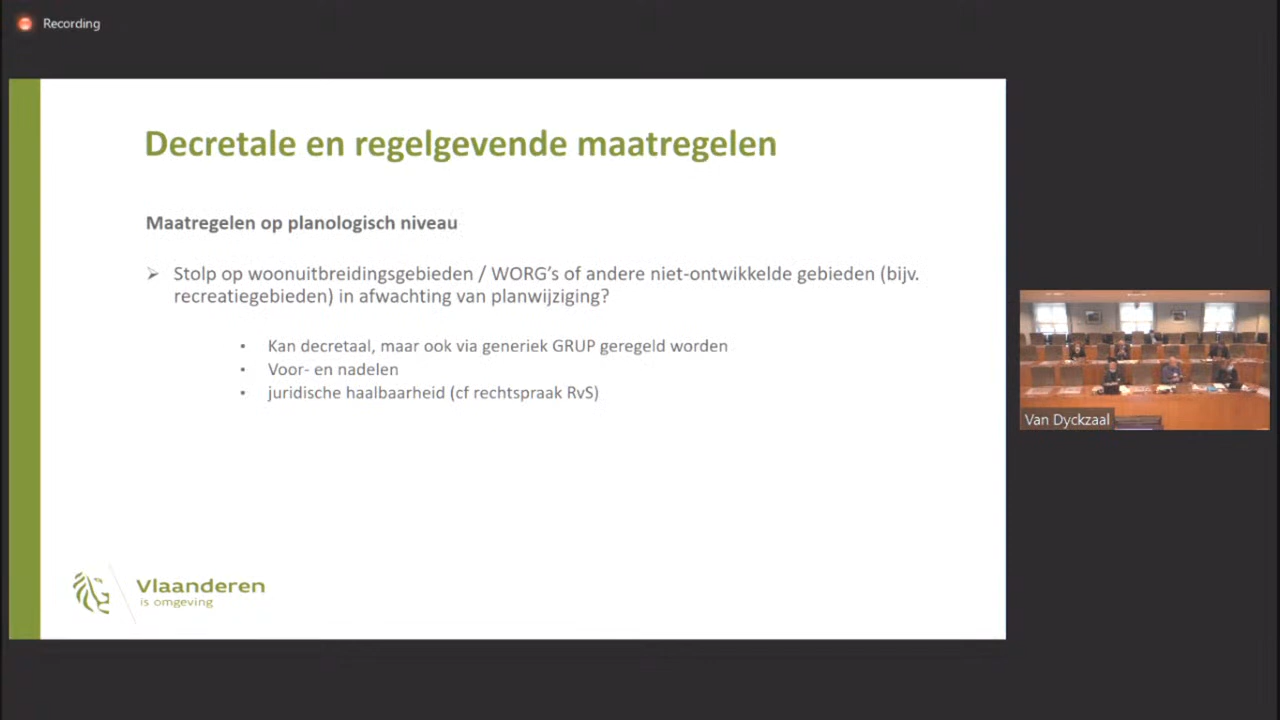 Recording
Decretale en regelgevende maatregelen
Maatregelen op planologisch niveau
➢ Stolp op woonuitbreidingsgebieden / WORG's of andere niet-ontwikkelde gebieden (bijv.
recreatiegebieden) in afwachting van planwijziging?
• Kan decretaal, maar ook via generiek GRUP geregeld worden
• Voor- en nadelen
• juridische haalbaarheid (cf rechtspraak RvS)
Van Dyckzaal
Vlaanderen
is omgeving